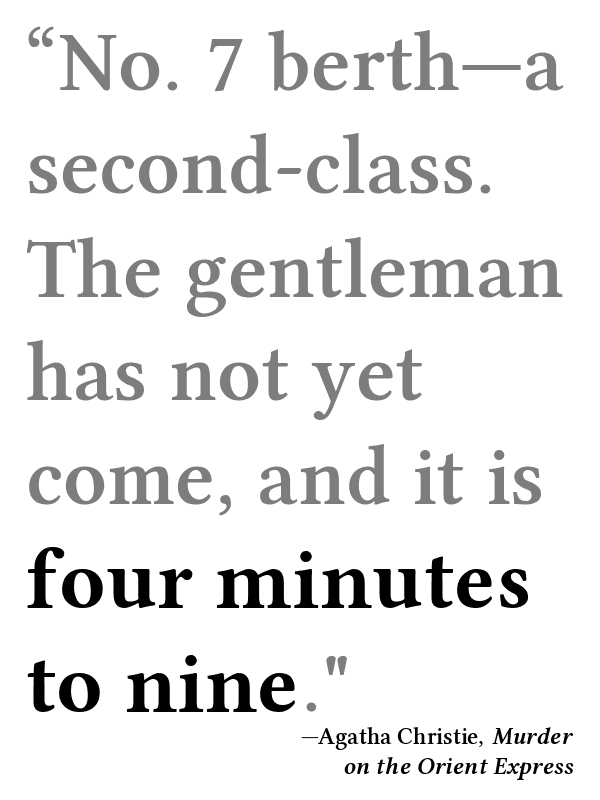 “No. 7 berth—a
second-class.
The gentleman
has not yet
come, and it is
four minutes
to nine."
—Agatha Christie, Murder
on the Orient Express